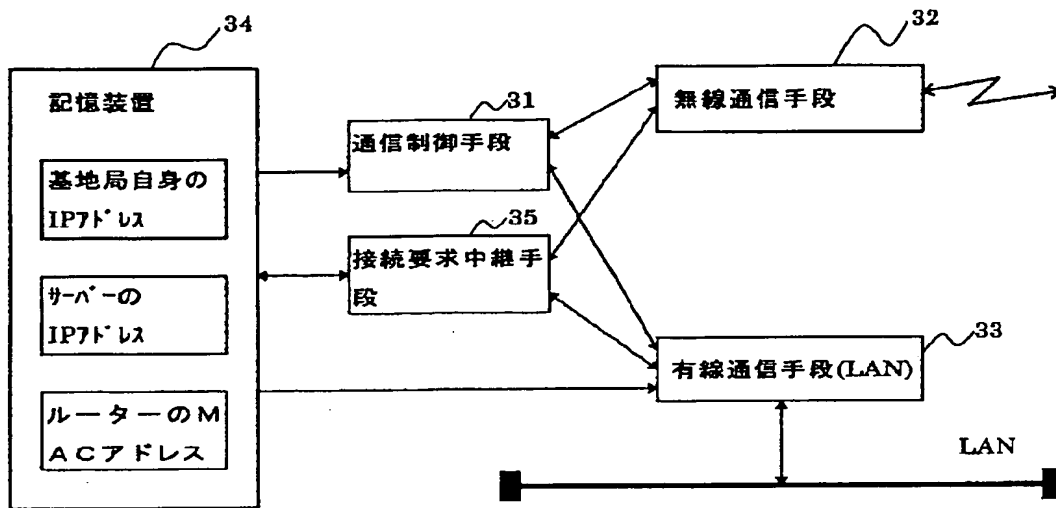 34
記憶装置
基地局自身の
IPアドレス
サーバーの
IPアドレス
ルーターのM
ACアドレス
31
通信制御手段
35
接続要求中継手
段
32
無線通信手段
33
有線通信手段(LAN)
LAN